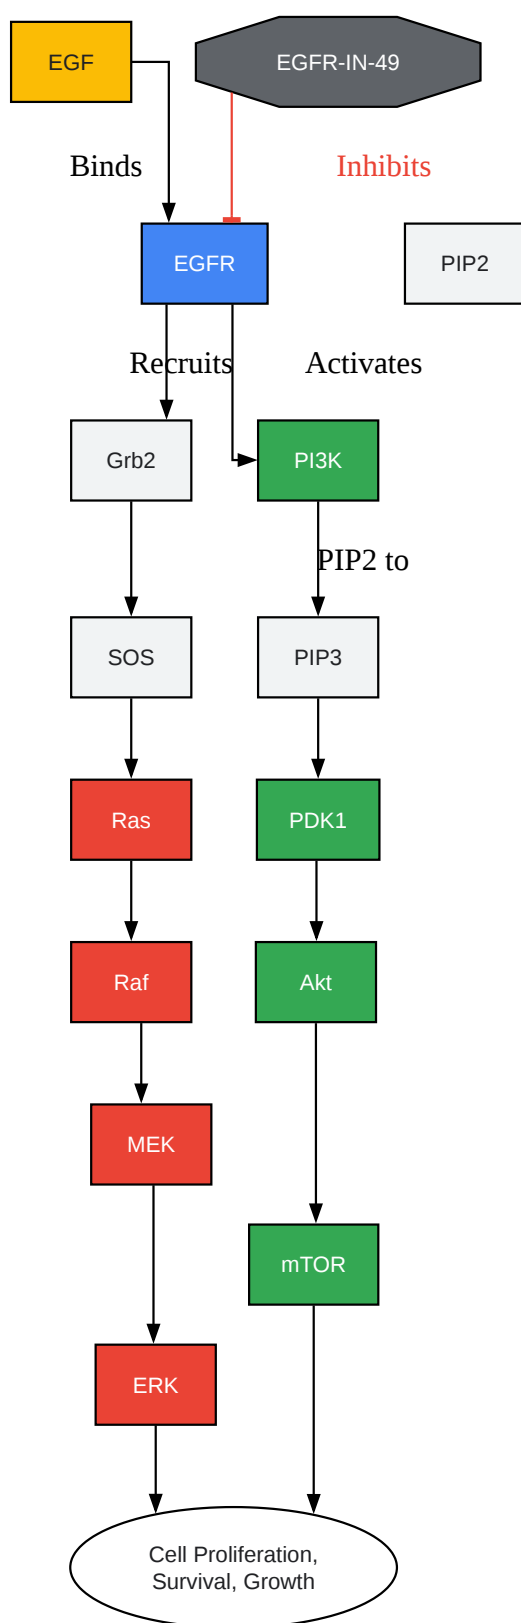 EGF
EGFR-IN-49
Binds
Inhibits
EGFR
PIP2
Recruits
Activates
Grb2
PI3K
PIP2 to
SOS
PIP3
Ras
PDK1
Raf
Akt
MEK
mTOR
ERK
Cell Proliferation,
Survival, Growth